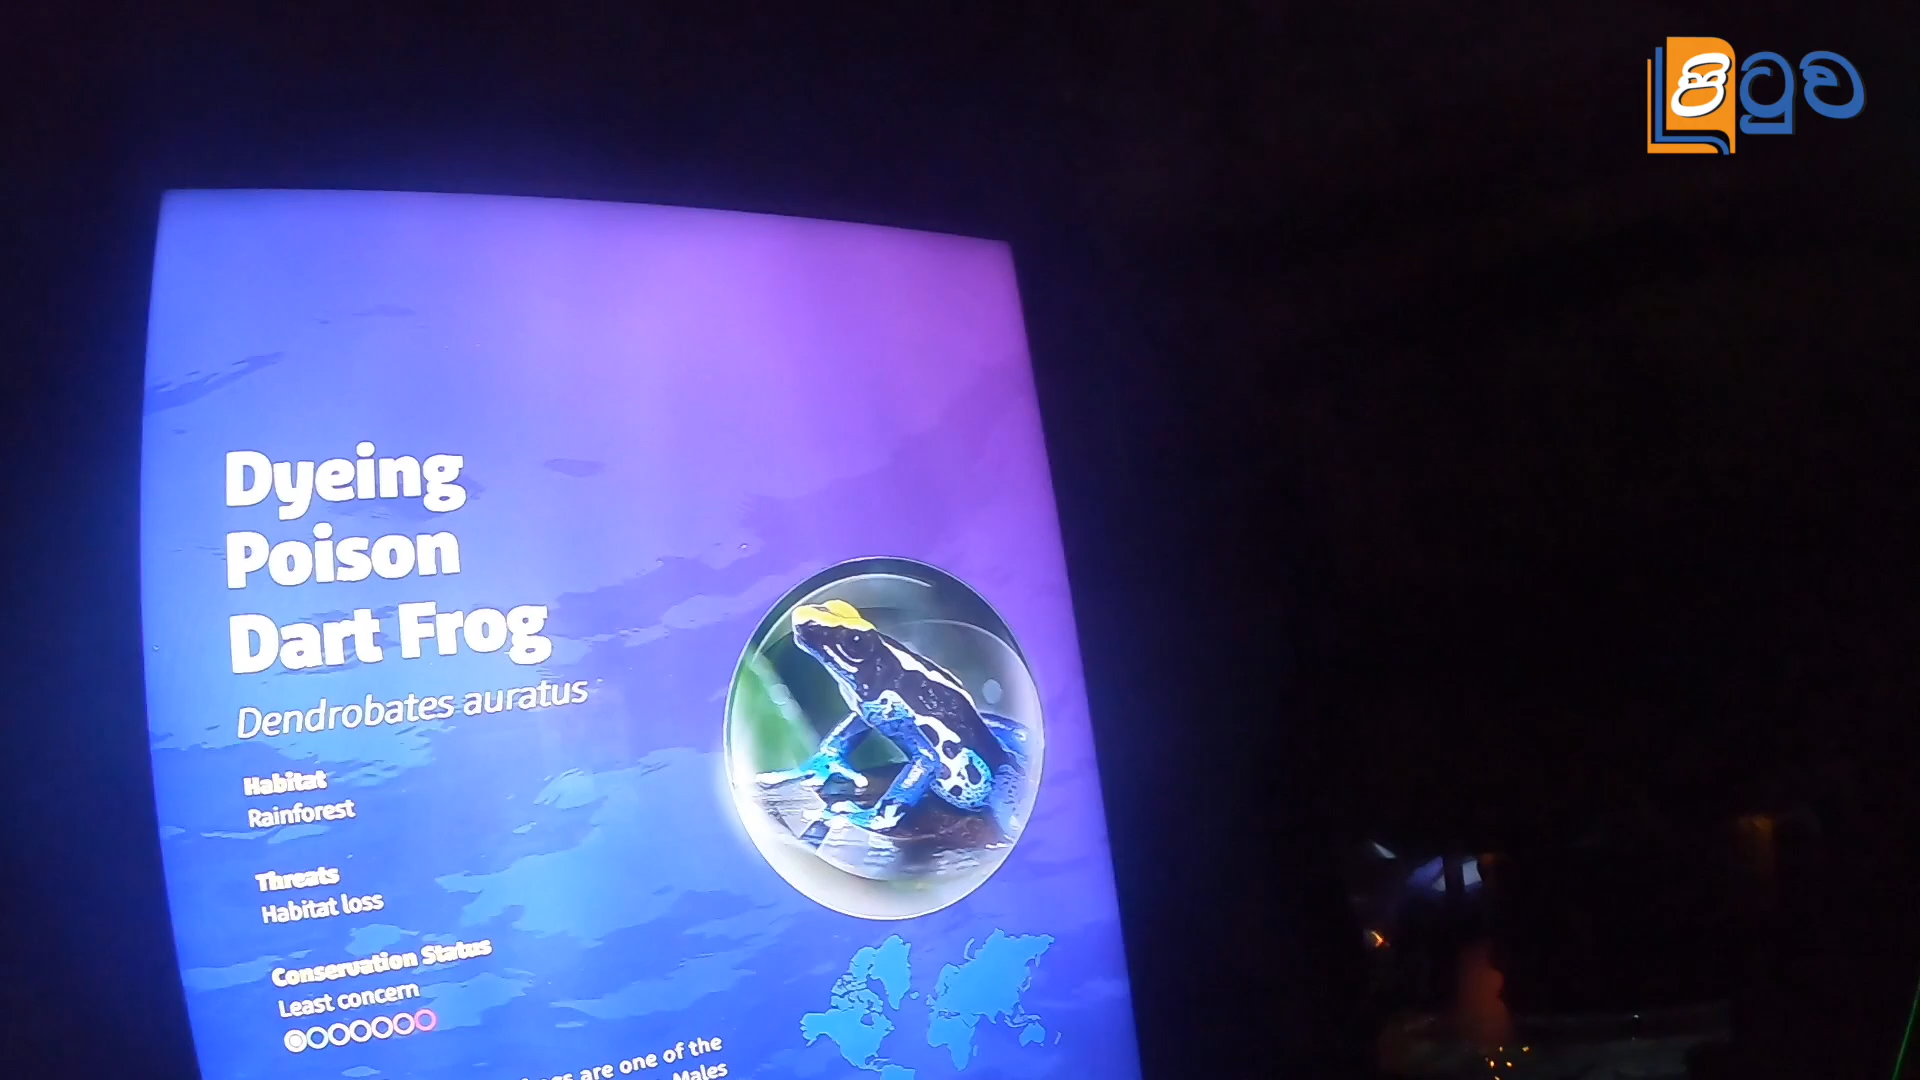 පිටුව
Dyeing
Poison
Dart Frog
Dendrobates auratus
Habitat
Rainforest
Threats
Habitat loss
Conservation Status
Least concern
are one of the
Males